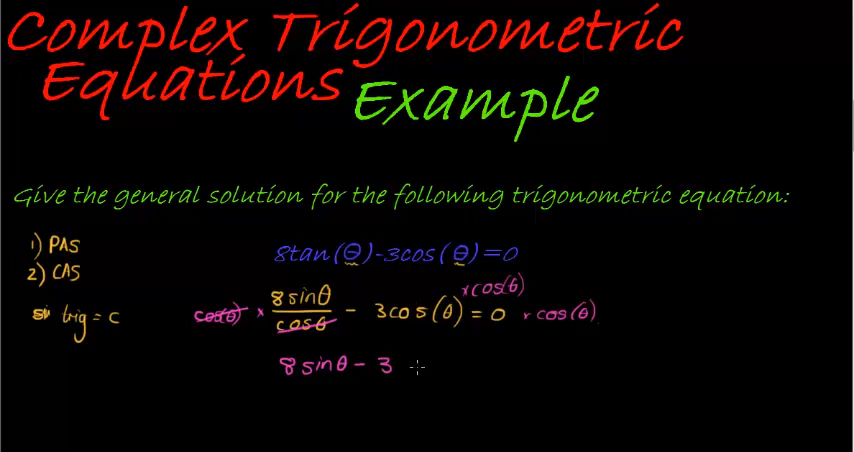 Complex Trigonometric
Equations Example
Give the general solution for the following trigonometric equation:
1) PAS
2) CAS
8tan(θ)-3cos(θ)=0
trig = c
cos(θ) × 8sinθ/cosθ - 3cos(θ) ×cos(θ) = 0 × cos(θ)
8sinθ - 3